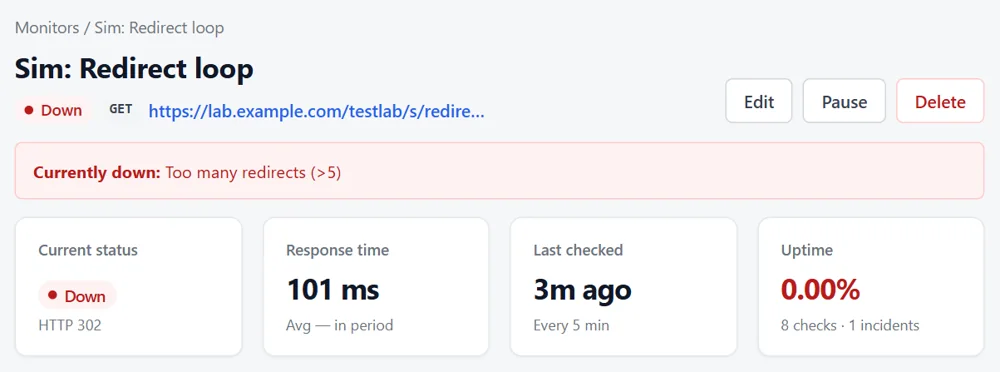 Monitors / Sim: Redirect loop
Sim: Redirect loop
Down GET https://lab.example.com/testlab/s/redire...
Edit
Pause
Delete
Currently down: Too many redirects (>5)
Current status
Down
HTTP 302
Response time
101 ms
Avg — in period
Last checked
3m ago
Every 5 min
Uptime
0.00%
8 checks · 1 incidents